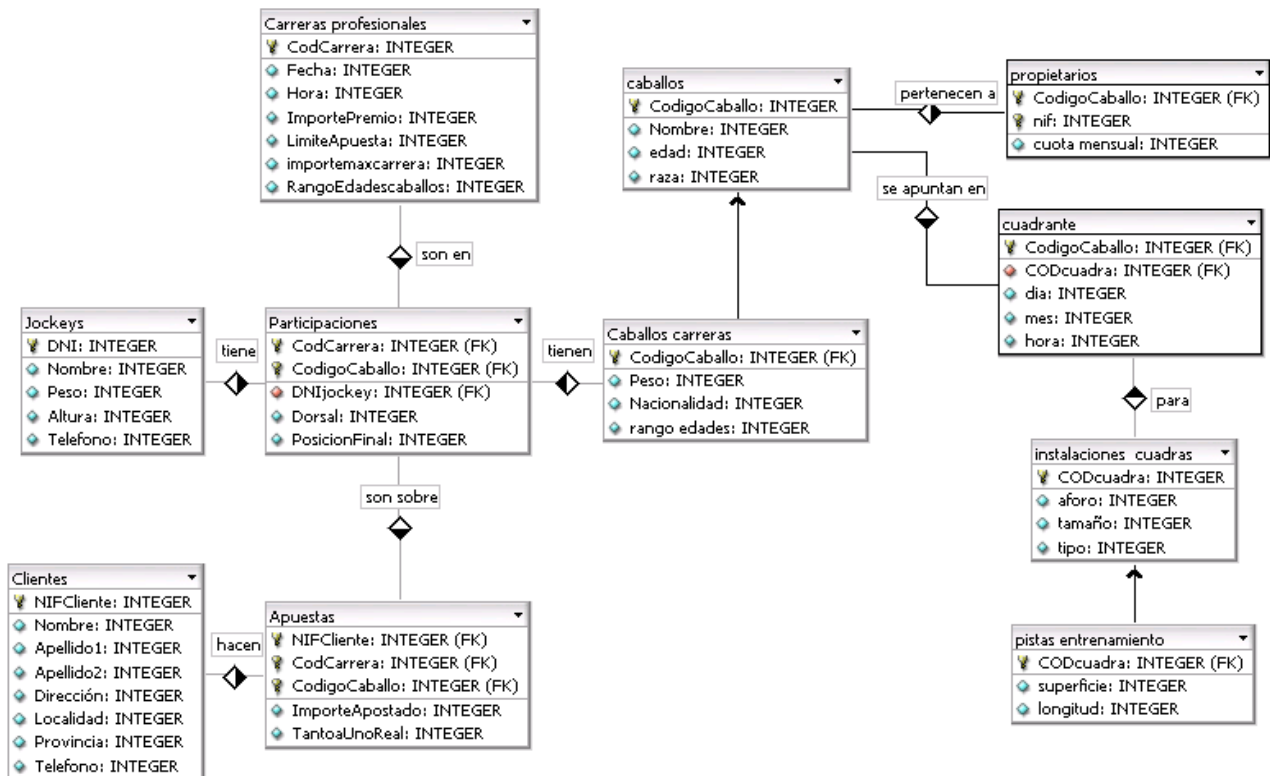 Carreras profesionales
CodCarrera: INTEGER
Fecha: INTEGER
Hora: INTEGER
ImportePremio: INTEGER
LimiteApuesta: INTEGER
importemaxcarrera: INTEGER
RangoEdadescaballos: INTEGER
caballos
CodigoCaballo: INTEGER
Nombre: INTEGER
edad: INTEGER
raza: INTEGER
pertenecen a
propietarios
CodigoCaballo: INTEGER (FK)
nif: INTEGER
cuota mensual: INTEGER
se apuntan en
cuadrante
CodigoCaballo: INTEGER (FK)
CODcuadra: INTEGER (FK)
dia: INTEGER
mes: INTEGER
hora: INTEGER
son en
Jockeys
DNI: INTEGER
Nombre: INTEGER
Peso: INTEGER
Altura: INTEGER
Telefono: INTEGER
tiene
Participaciones
CodCarrera: INTEGER (FK)
CodigoCaballo: INTEGER (FK)
DNIjockey: INTEGER (FK)
Dorsal: INTEGER
PosicionFinal: INTEGER
tienen
Caballos carreras
CodigoCaballo: INTEGER (FK)
Peso: INTEGER
Nacionalidad: INTEGER
rango edades: INTEGER
para
instalaciones cuadras
CODcuadra: INTEGER
aforo: INTEGER
tamaño: INTEGER
tipo: INTEGER
son sobre
Clientes
NIFCliente: INTEGER
Nombre: INTEGER
Apellido1: INTEGER
Apellido2: INTEGER
Dirección: INTEGER
Localidad: INTEGER
Provincia: INTEGER
Telefono: INTEGER
hacen
Apuestas
NIFCliente: INTEGER (FK)
CodCarrera: INTEGER (FK)
CodigoCaballo: INTEGER (FK)
ImporteApostado: INTEGER
TantoaUnoReal: INTEGER
pistas entrenamiento
CODcuadra: INTEGER (FK)
superficie: INTEGER
longitud: INTEGER